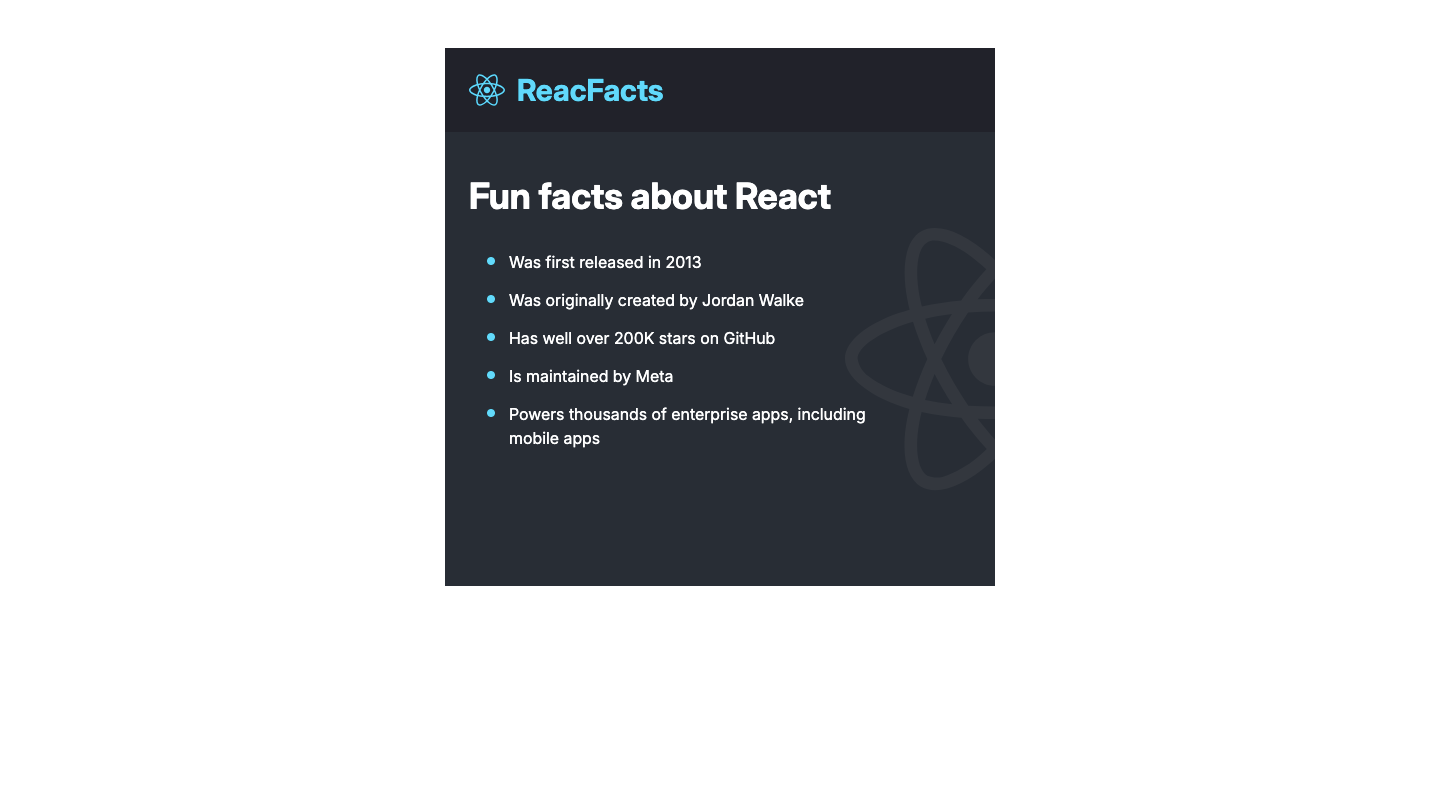 ReacFacts
Fun facts about React
Was first released in 2013
Was originally created by Jordan Walke
Has well over 200K stars on GitHub
Is maintained by Meta
Powers thousands of enterprise apps, including
mobile apps